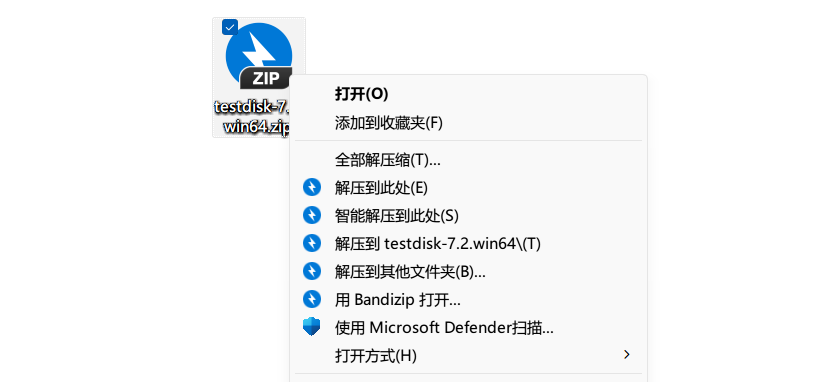 ZIP
testdisk-7.
win64.zip
打开(O)
添加到收藏夹(F)
全部解压缩(T)...
解压到此处(E)
智能解压到此处(S)
解压到 testdisk-7.2.win64\(T)
解压到其他文件夹(B)...
用 Bandizip 打开...
使用 Microsoft Defender扫描...
打开方式(H)